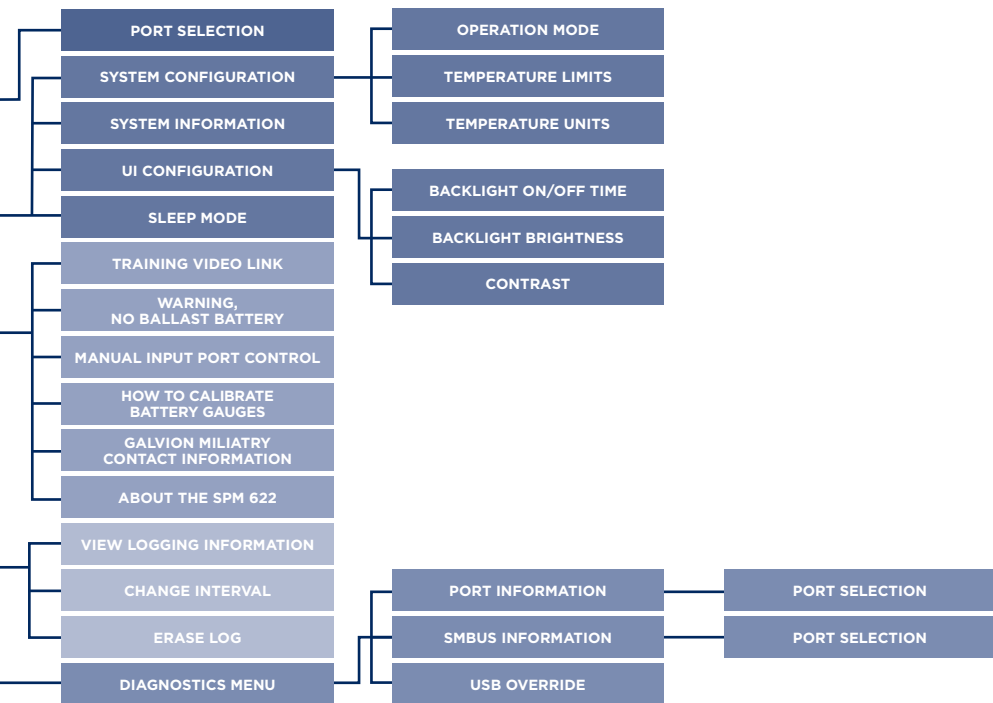 PORT SELECTION
SYSTEM CONFIGURATION
SYSTEM INFORMATION
UI CONFIGURATION
SLEEP MODE
TRAINING VIDEO LINK
WARNING,
NO BALLAST BATTERY
MANUAL INPUT PORT CONTROL
HOW TO CALIBRATE
BATTERY GAUGES
GALVION MILIATRY
CONTACT INFORMATION
ABOUT THE SPM 622
VIEW LOGGING INFORMATION
CHANGE INTERVAL
ERASE LOG
DIAGNOSTICS MENU
OPERATION MODE
TEMPERATURE LIMITS
TEMPERATURE UNITS
BACKLIGHT ON/OFF TIME
BACKLIGHT BRIGHTNESS
CONTRAST
PORT INFORMATION
SMBUS INFORMATION
USB OVERRIDE
PORT SELECTION
PORT SELECTION